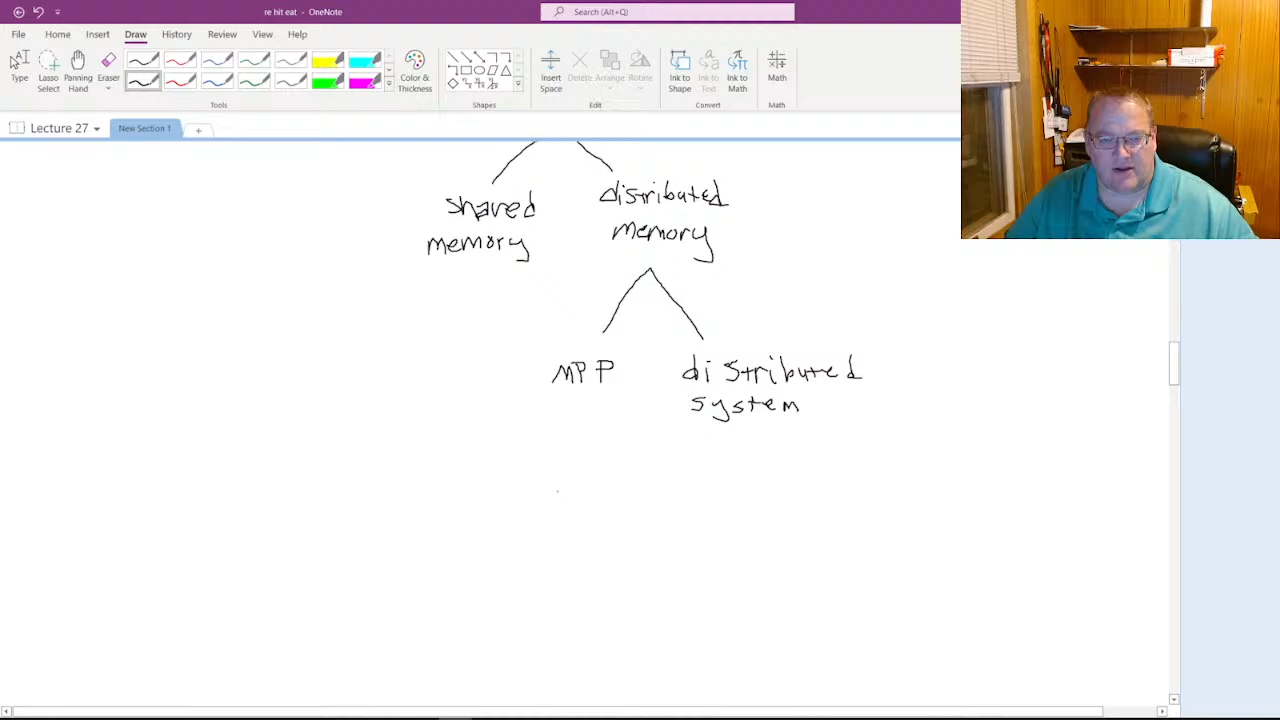 re hit eat - OneNote
Search (Alt+Q)
File Home Insert Draw History Review View Help
Type
Lasso Select
Panning Hand
Eraser
Color & Thickness
Insert Space
Delete
Arrange
Rotate
Ink to Shape
Ink to Text
Ink to Math
Math
Tools Shapes Edit Convert Math
Lecture 27 New Section 1
shared
memory
distributed
memory
MPP
distributed
system